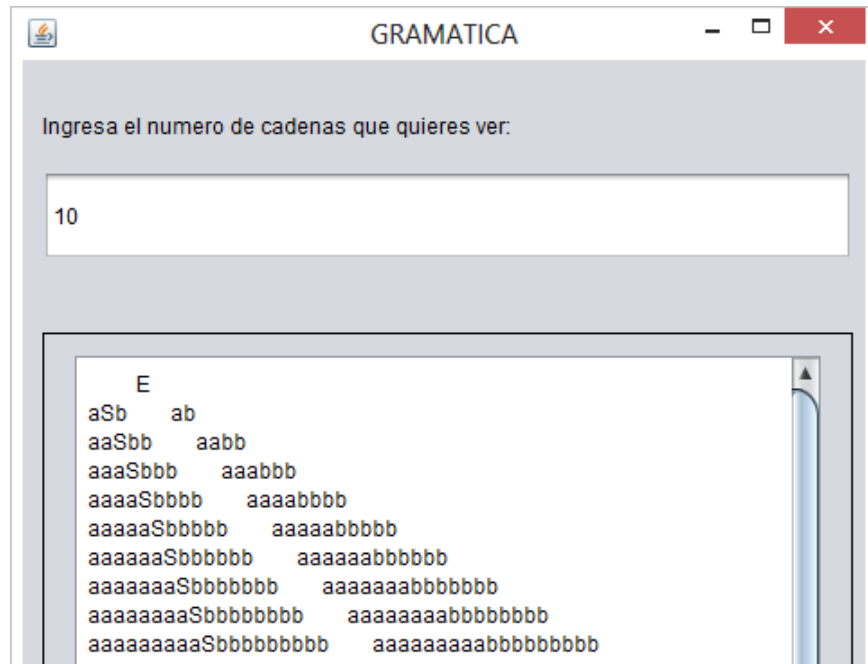 GRAMATICA
Ingresa el numero de cadenas que quieres ver:
10
E
aSb ab
aaSbb aabb
aaaSbbb aaabbb
aaaaSbbbb aaaabbbb
aaaaaSbbbbb aaaaabbbbb
aaaaaaSbbbbbb aaaaaabbbbbb
aaaaaaaSbbbbbbb aaaaaaabbbbbbb
aaaaaaaaSbbbbbbbb aaaaaaaabbbbbbbb
aaaaaaaaaSbbbbbbbbb aaaaaaaaabbbbbbbbb